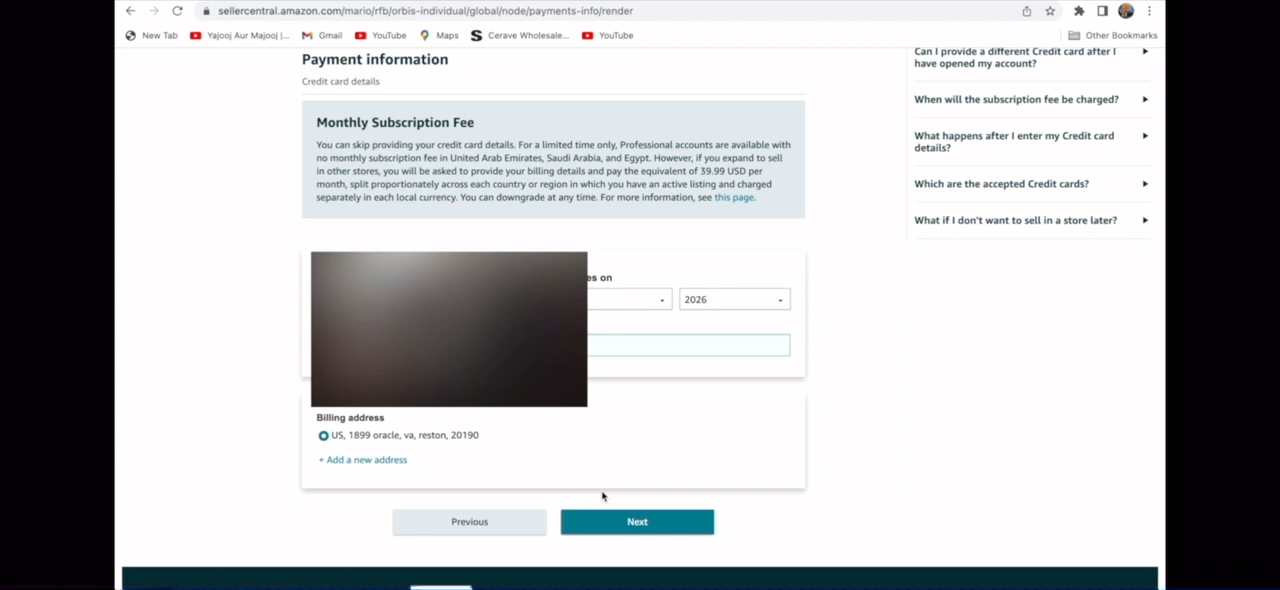 sellercentral.amazon.com/mario/rfb/orbis-individual/global/node/payments-info/render
New Tab Yajooj Aur Majooj |... Gmail YouTube Maps Cerave Wholesale... YouTube Other Bookmarks
Payment information
Credit card details
Monthly Subscription Fee
You can skip providing your credit card details. For a limited time only, Professional accounts are available with
no monthly subscription fee in United Arab Emirates, Saudi Arabia, and Egypt. However, if you expand to sell
in other stores, you will be asked to provide your billing details and pay the equivalent of 39.99 USD per
month, split proportionately across each country or region in which you have an active listing and charged
separately in each local currency. You can downgrade at any time. For more information, see this page.
es on
2026
Billing address
US, 1899 oracle, va, reston, 20190
+ Add a new address
Previous
Next
Can I provide a different Credit card after I
have opened my account?
When will the subscription fee be charged?
What happens after I enter my Credit card
details?
Which are the accepted Credit cards?
What if I don't want to sell in a store later?